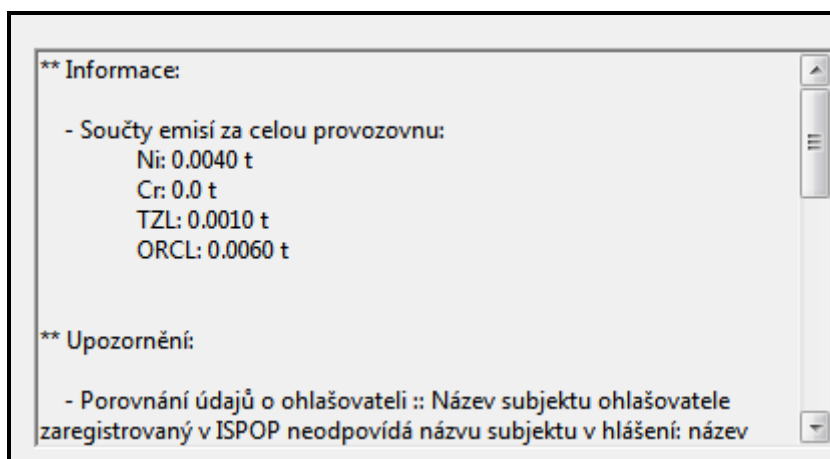 ** Informace:
- Součty emisí za celou provozovnu:
Ni: 0.0040 t
Cr: 0.0 t
TZL: 0.0010 t
ORCL: 0.0060 t
** Upozornění:
- Porovnání údajů o ohlašovateli :: Název subjektu ohlašovatele
zaregistrovaný v ISPOP neodpovídá názvu subjektu v hlášení: název